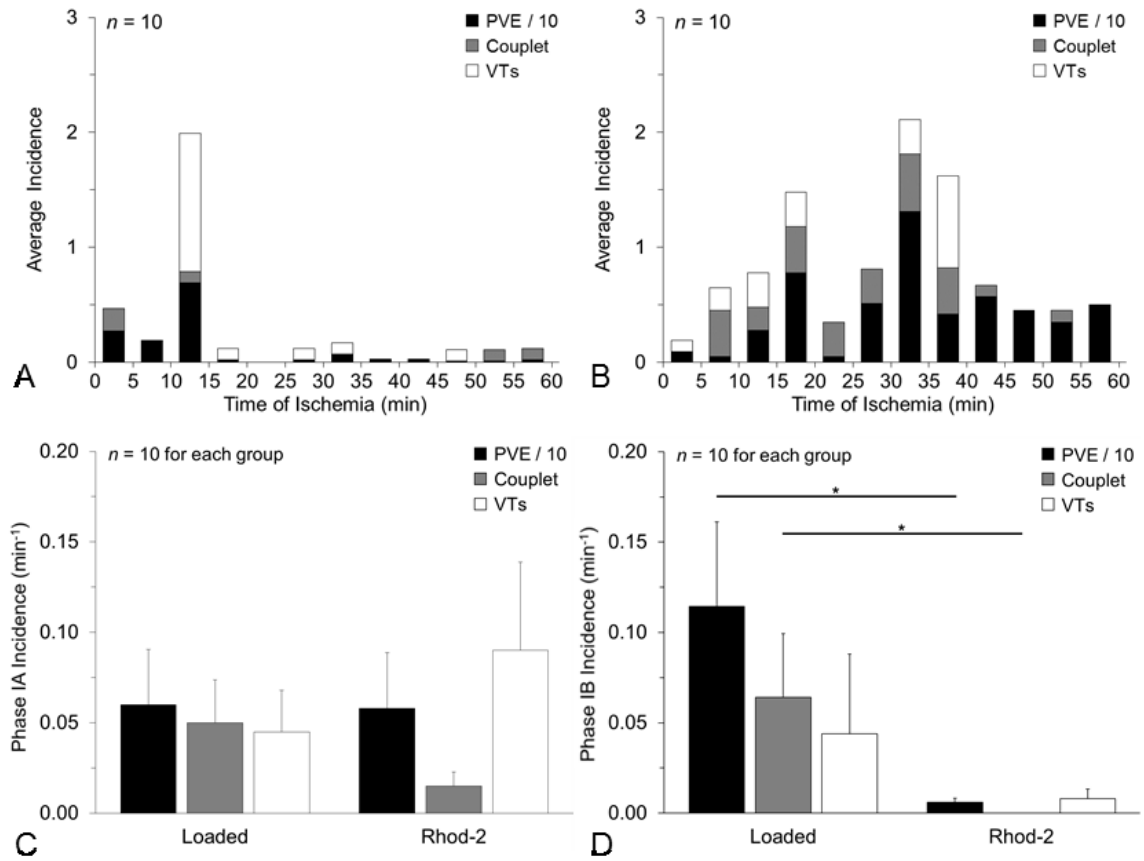 n = 10
PVE / 10
Couplet
VTs
3
2
1
0
Average Incidence
0 5 10 15 20 25 30 35 40 45 50 55 60
Time of Ischemia (min)
A
n = 10
PVE / 10
Couplet
VTs
3
2
1
0
Average Incidence
0 5 10 15 20 25 30 35 40 45 50 55 60
Time of Ischemia (min)
B
n = 10 for each group
PVE / 10
Couplet
VTs
0.20
0.15
0.10
0.05
0.00
Phase IA Incidence (min⁻¹)
Loaded Rhod-2
C
n = 10 for each group
PVE / 10
Couplet
VTs
*
*
0.20
0.15
0.10
0.05
0.00
Phase IB Incidence (min⁻¹)
Loaded Rhod-2
D